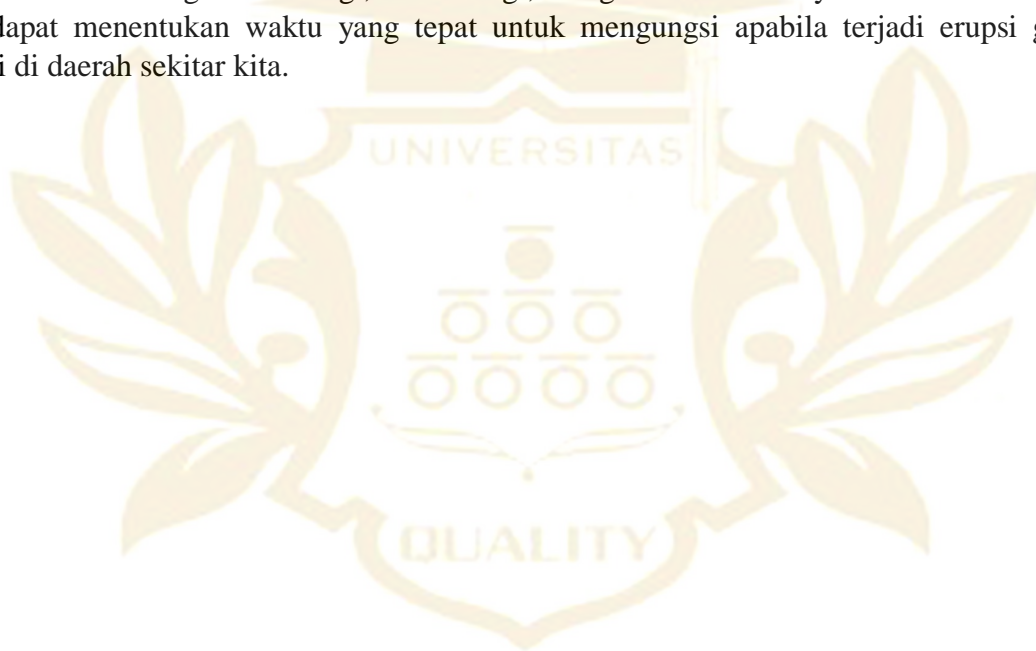 dapat menentukan waktu yang tepat untuk mengungsi apabila terjadi erupsi g
i di daerah sekitar kita.
UNIVERSITAS
QUALITY